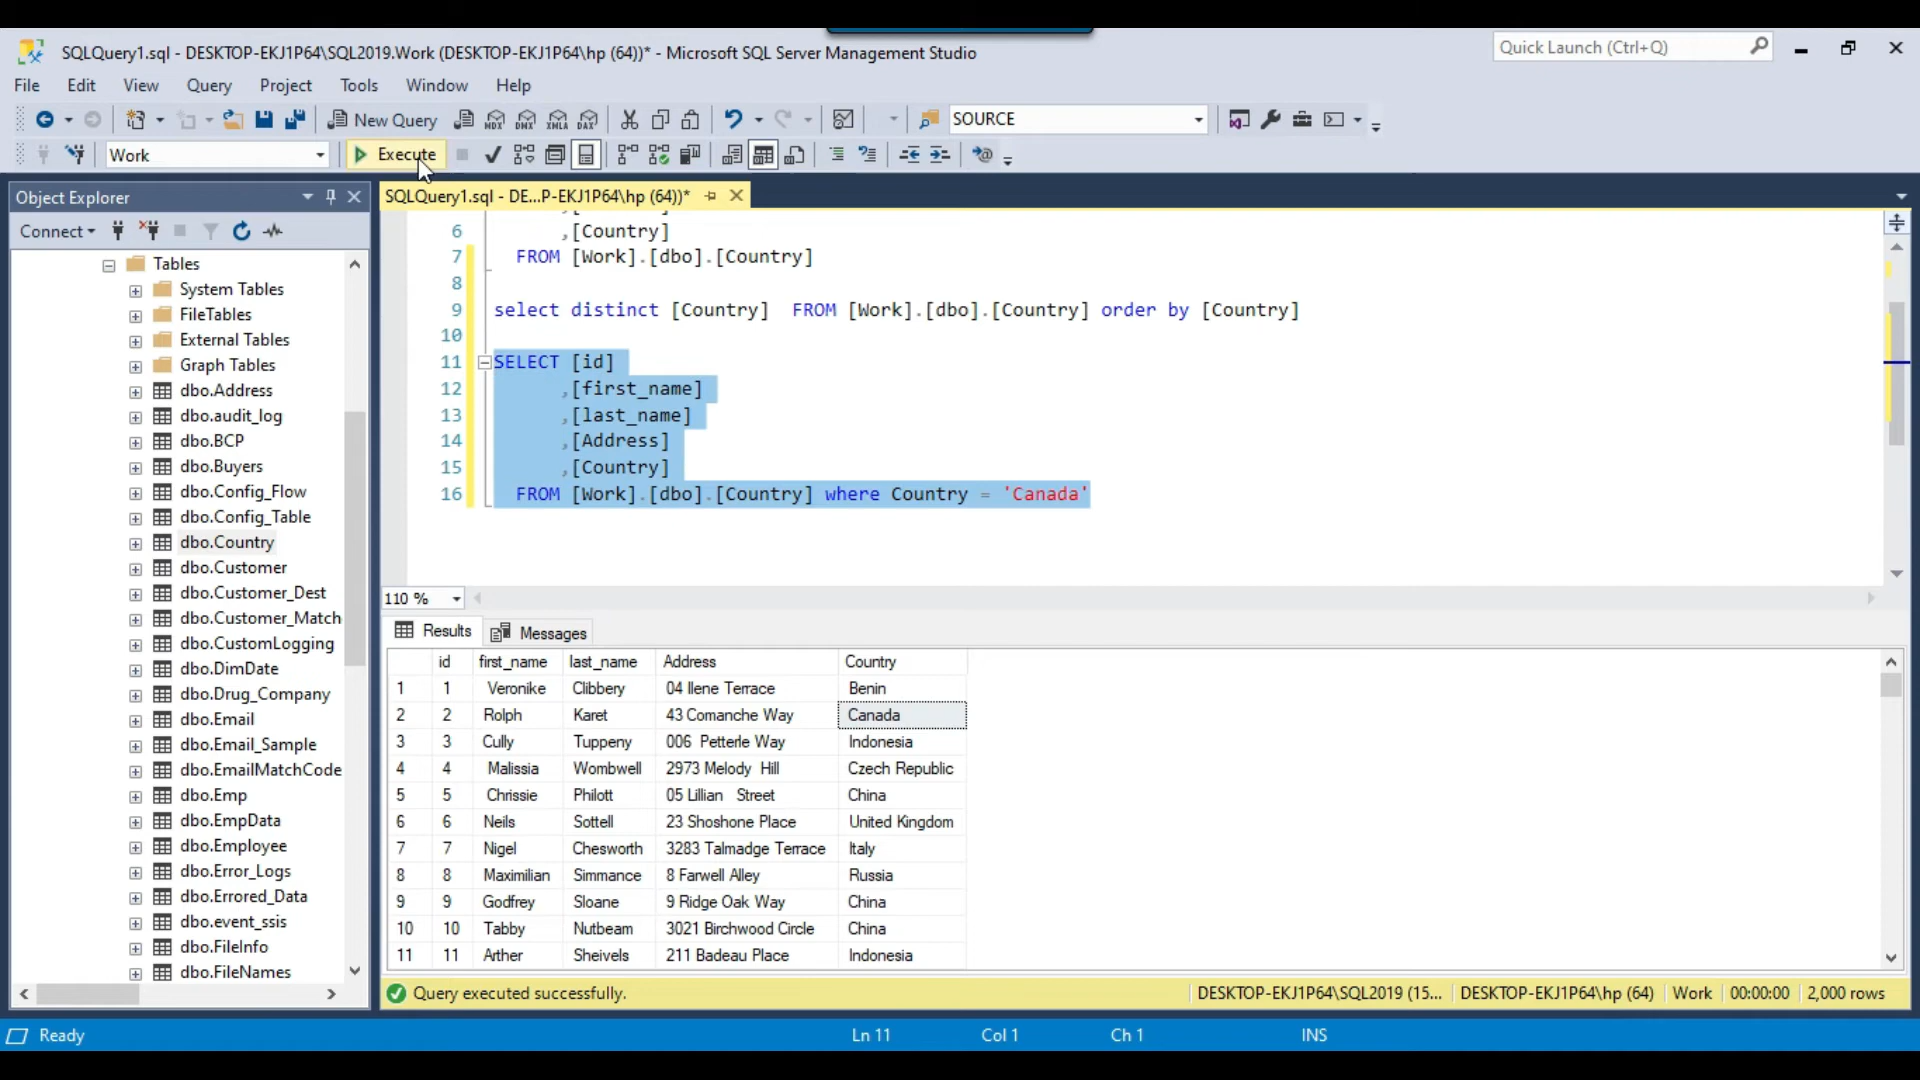 SQLQuery1.sql - DESKTOP-EKJ1P64\SQL2019.Work (DESKTOP-EKJ1P64\hp (64))* - Microsoft SQL Server Management Studio
Quick Launch (Ctrl+Q)
File Edit View Query Project Tools Window Help
New Query MDX DMX XMLA DAX SOURCE
Work Execute
Object Explorer
SQLQuery1.sql - DE...P-EKJ1P64\hp (64))*
Connect
Tables
System Tables
FileTables
External Tables
Graph Tables
dbo.Address
dbo.audit_log
dbo.BCP
dbo.Buyers
dbo.Config_Flow
dbo.Config_Table
dbo.Country
dbo.Customer
dbo.Customer_Dest
dbo.Customer_Match
dbo.CustomLogging
dbo.DimDate
dbo.Drug_Company
dbo.Email
dbo.Email_Sample
dbo.EmailMatchCode
dbo.Emp
dbo.EmpData
dbo.Employee
dbo.Error_Logs
dbo.Errored_Data
dbo.event_ssis
dbo.FileInfo
dbo.FileNames
6 ,[Country]
7 FROM [Work].[dbo].[Country]
8
9 select distinct [Country] FROM [Work].[dbo].[Country] order by [Country]
10
11 SELECT [id]
12 ,[first_name]
13 ,[last_name]
14 ,[Address]
15 ,[Country]
16 FROM [Work].[dbo].[Country] where Country = 'Canada'
110 %
Results Messages
id first_name last_name Address Country
1 1 Veronike Clibbery 04 Ilene Terrace Benin
2 2 Rolph Karet 43 Comanche Way Canada
3 3 Cully Tuppeny 006 Petterle Way Indonesia
4 4 Malissia Wombwell 2973 Melody Hill Czech Republic
5 5 Chrissie Philott 05 Lillian Street China
6 6 Neils Sottell 23 Shoshone Place United Kingdom
7 7 Nigel Chesworth 3283 Talmadge Terrace Italy
8 8 Maximilian Simmance 8 Farwell Alley Russia
9 9 Godfrey Sloane 9 Ridge Oak Way China
10 10 Tabby Nutbeam 3021 Birchwood Circle China
11 11 Arther Sheivels 211 Badeau Place Indonesia
Query executed successfully. DESKTOP-EKJ1P64\SQL2019 (15... DESKTOP-EKJ1P64\hp (64) Work 00:00:00 2,000 rows
Ready Ln 11 Col 1 Ch 1 INS